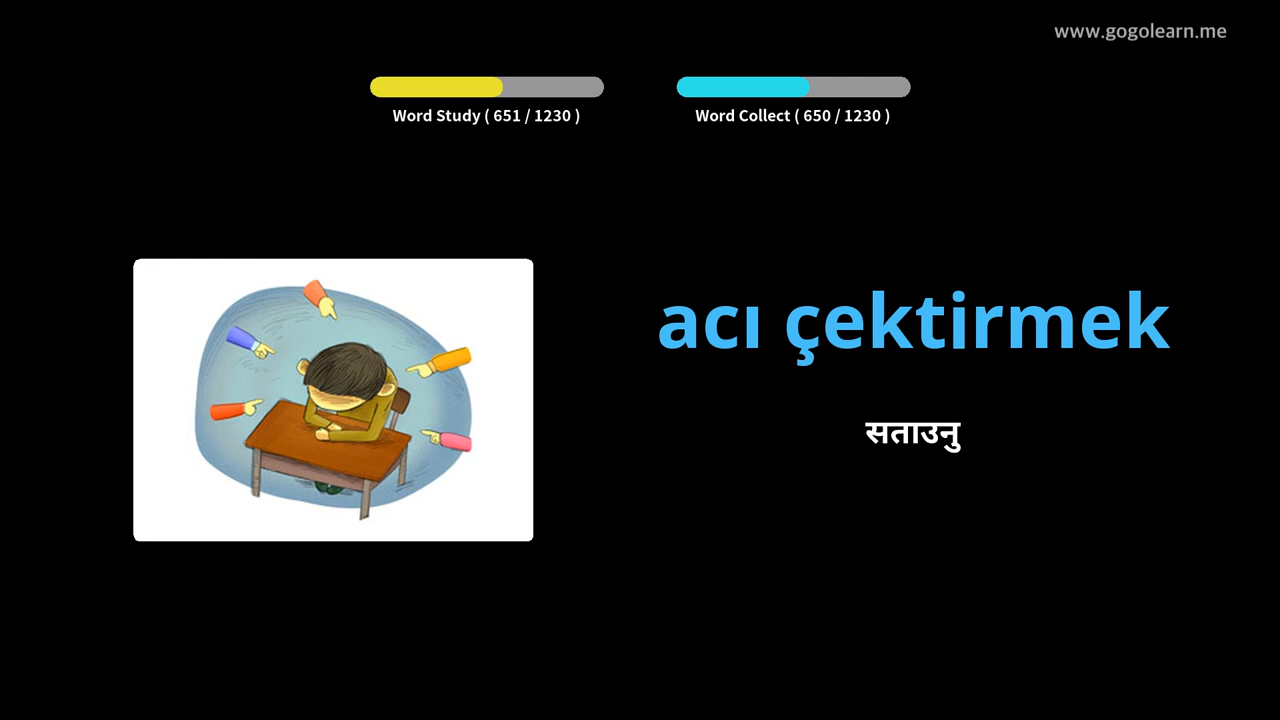 www.gogolearn.me
Word Study ( 651 / 1230 )
Word Collect ( 650 / 1230 )
acı çektirmek
सताउनु